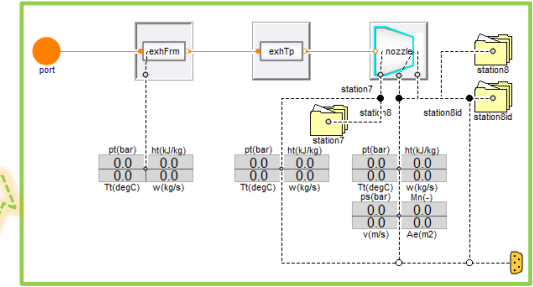 exhFrm
exhTp
nozzle
port
station8
station7
station8
station8id
station8id
station7
pt(bar) ht(kJ/kg)
0.0 0.0
0.0 0.0
Tt(degC) w(kg/s)
pt(bar) ht(kJ/kg)
0.0 0.0
0.0 0.0
Tt(degC) w(kg/s)
pt(bar) ht(kJ/kg)
0.0 0.0
0.0 0.0
Tt(degC) w(kg/s)
ps(bar) Mn(-)
0.0 0.0
0.0 0.0
v(m/s) Ae(m2)